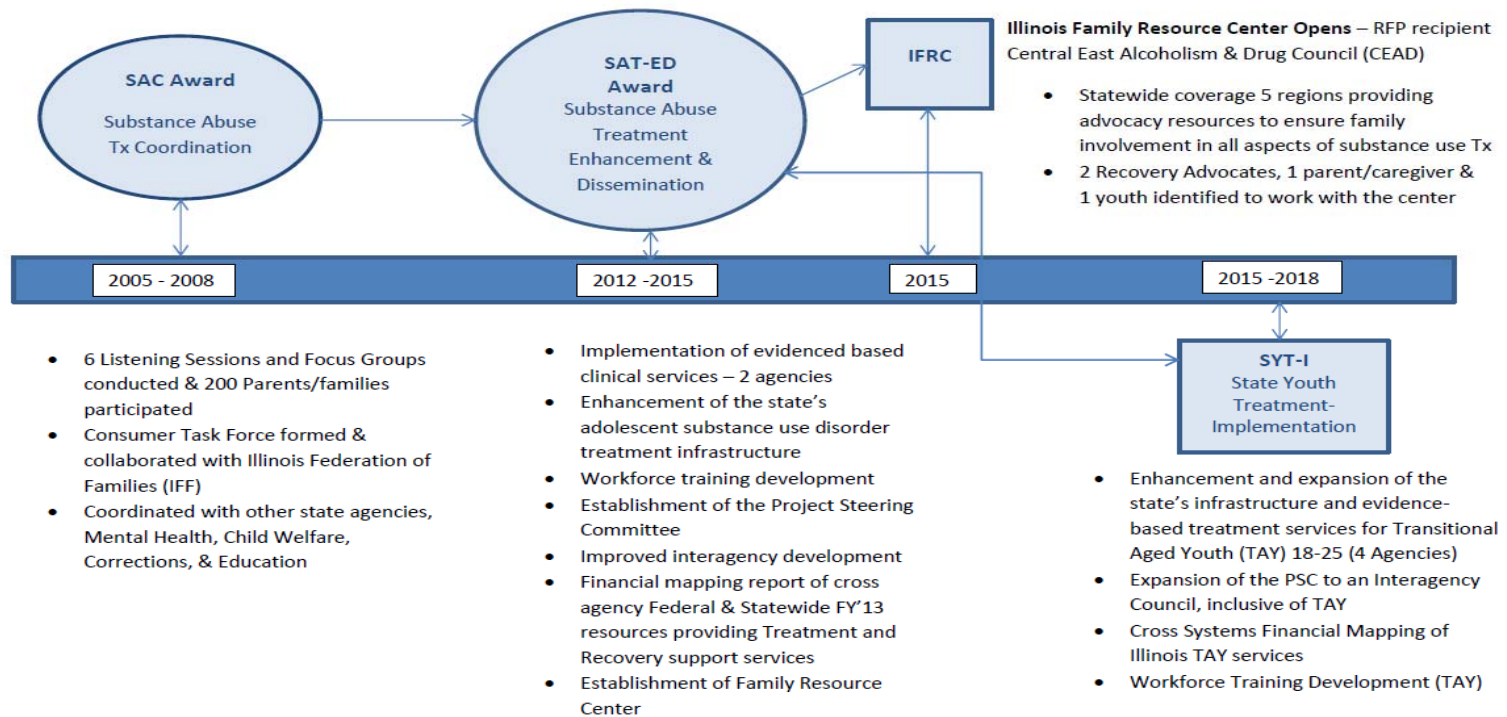 SAC Award
Substance Abuse
Tx Coordination
SAT-ED
Award
Substance Abuse
Treatment
Enhancement &
Dissemination
IFRC
Illinois Family Resource Center Opens – RFP recipient
Central East Alcoholism & Drug Council (CEAD)
• Statewide coverage 5 regions providing
advocacy resources to ensure family
involvement in all aspects of substance use Tx
• 2 Recovery Advocates, 1 parent/caregiver &
1 youth identified to work with the center
2005 - 2008
2012 -2015
2015
2015 -2018
• 6 Listening Sessions and Focus Groups
conducted & 200 Parents/families
participated
• Consumer Task Force formed &
collaborated with Illinois Federation of
Families (IFF)
• Coordinated with other state agencies,
Mental Health, Child Welfare,
Corrections, & Education
• Implementation of evidenced based
clinical services – 2 agencies
• Enhancement of the state’s
adolescent substance use disorder
treatment infrastructure
• Workforce training development
• Establishment of the Project Steering
Committee
• Improved interagency development
• Financial mapping report of cross
agency Federal & Statewide FY’13
resources providing Treatment and
Recovery support services
• Establishment of Family Resource
Center
SYT-I
State Youth
Treatment-
Implementation
• Enhancement and expansion of the
state’s infrastructure and evidence-
based treatment services for Transitional
Aged Youth (TAY) 18-25 (4 Agencies)
• Expansion of the PSC to an Interagency
Council, inclusive of TAY
• Cross Systems Financial Mapping of
Illinois TAY services
• Workforce Training Development (TAY)